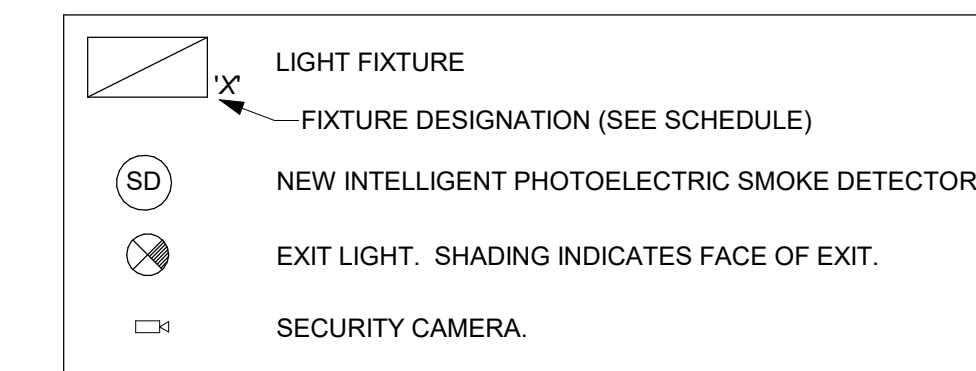 LIGHT FIXTURE
'X'
FIXTURE DESIGNATION (SEE SCHEDULE)
SD NEW INTELLIGENT PHOTOELECTRIC SMOKE DETECTOR
EXIT LIGHT. SHADING INDICATES FACE OF EXIT.
SECURITY CAMERA.